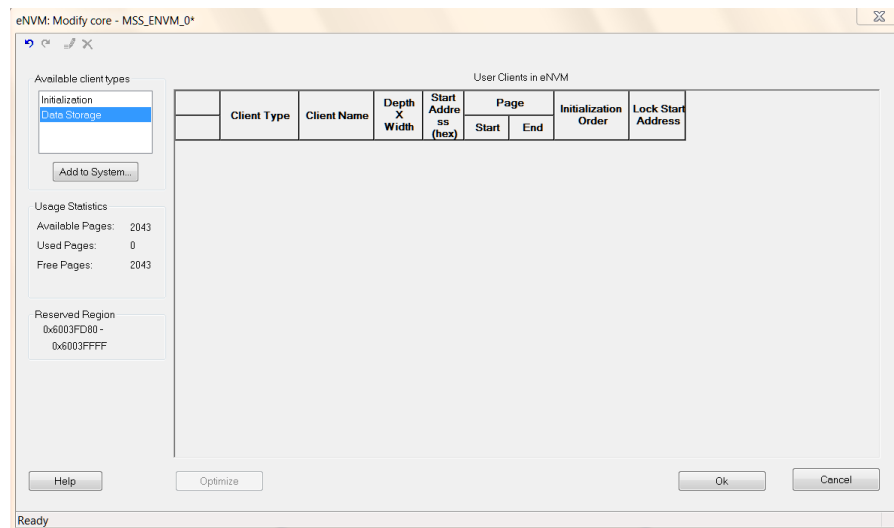 eNVM: Modify core - MSS_ENVM_0*
Available client types
Initialization
Data Storage
Add to System...
Usage Statistics
Available Pages: 2043
Used Pages: 0
Free Pages: 2043
Reserved Region
0x6003FD80 -
0x6003FFFF
User Clients in eNVM
Client Type
Client Name
Depth
X
Width
Start
Addre
ss
(hex)
Page
Start End
Initialization
Order
Lock Start
Address
Help Optimize Ok Cancel
Ready